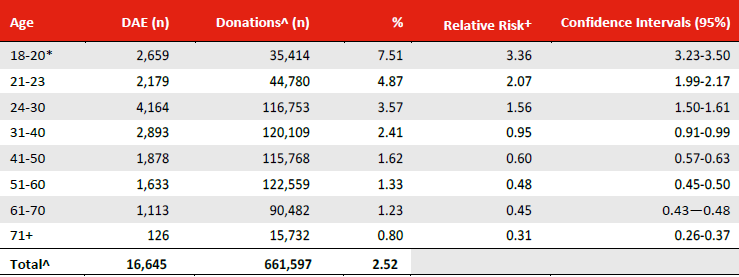 Age DAE (n) Donations^ (n) % Relative Risk+ Confidence Intervals (95%)
18-20* 2,659 35,414 7.51 3.36 3.23-3.50
21-23 2,179 44,780 4.87 2.07 1.99-2.17
24-30 4,164 116,753 3.57 1.56 1.50-1.61
31-40 2,893 120,109 2.41 0.95 0.91-0.99
41-50 1,878 115,768 1.62 0.60 0.57-0.63
51-60 1,633 122,559 1.33 0.48 0.45-0.50
61-70 1,113 90,482 1.23 0.45 0.43—0.48
71+ 126 15,732 0.80 0.31 0.26-0.37
Total^ 16,645 661,597 2.52